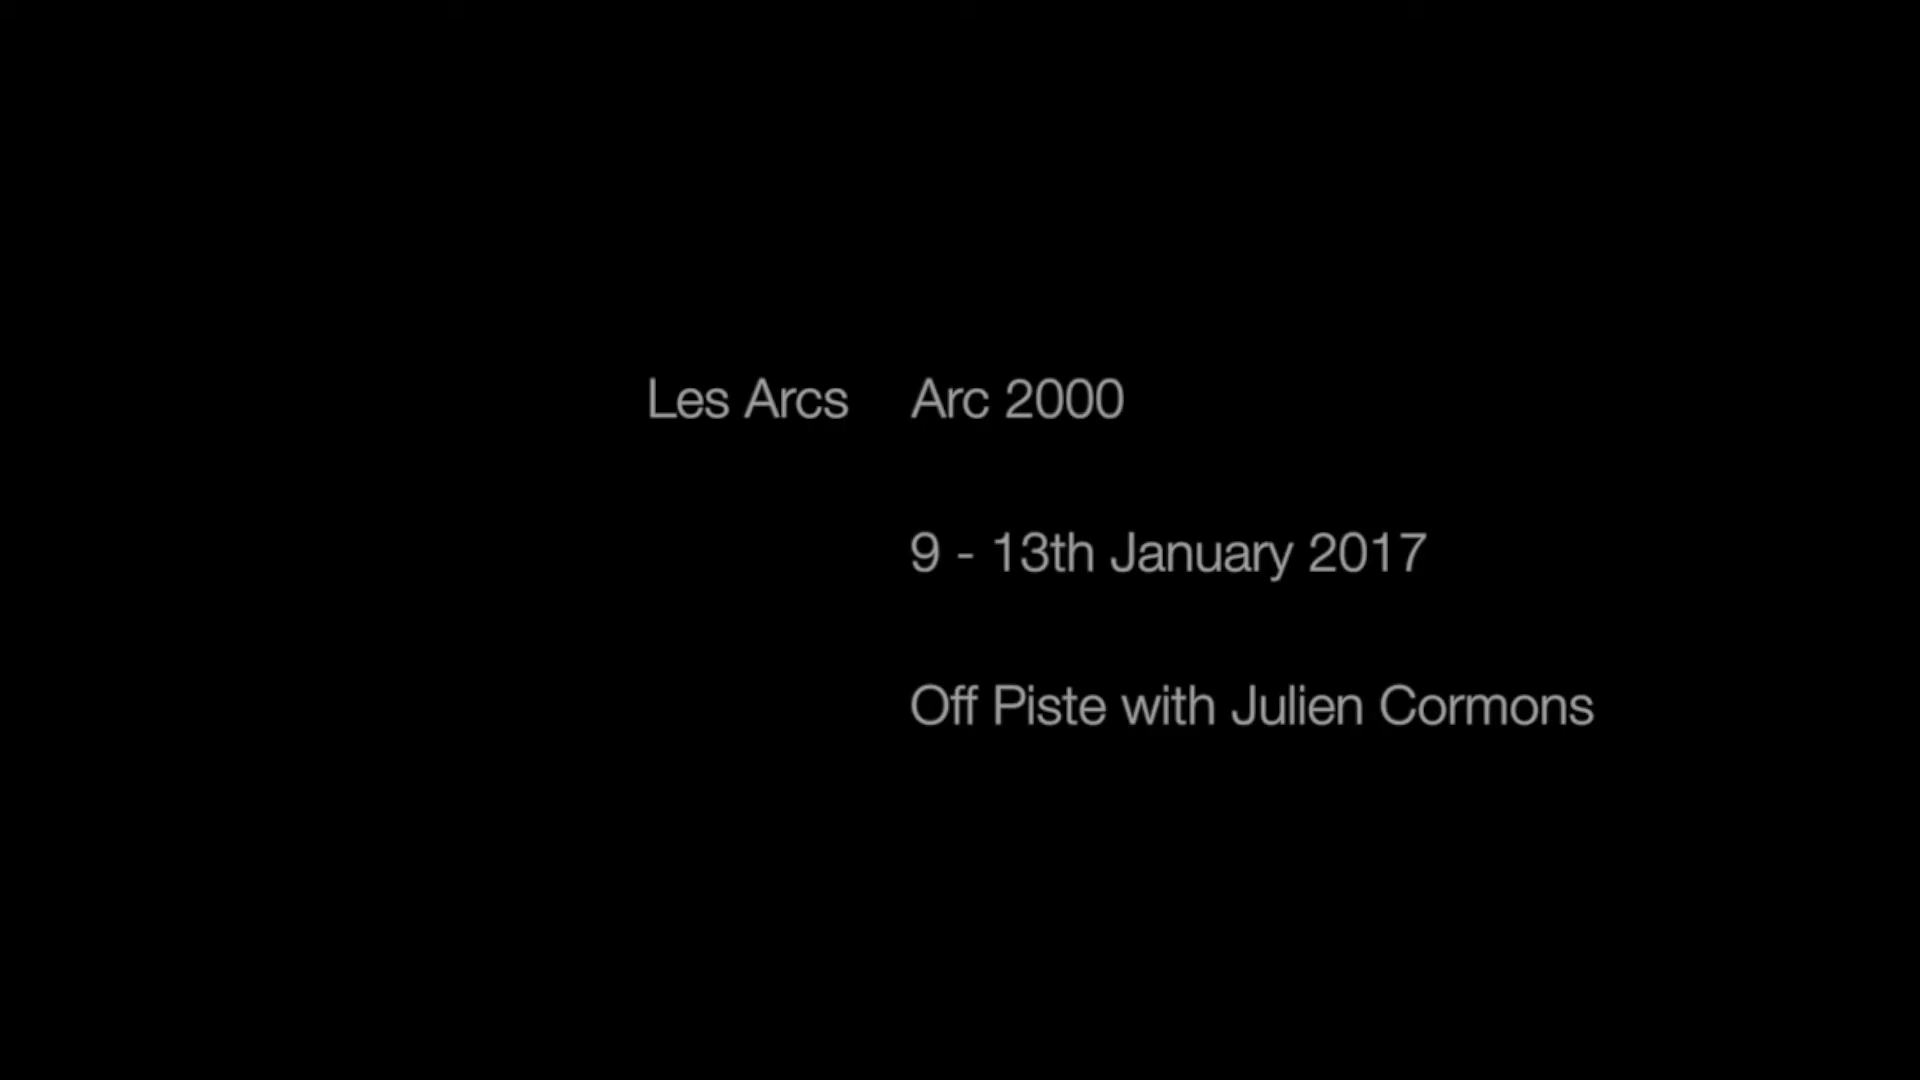 Les Arcs Arc 2000
9 - 13th January 2017
Off Piste with Julien Cormons